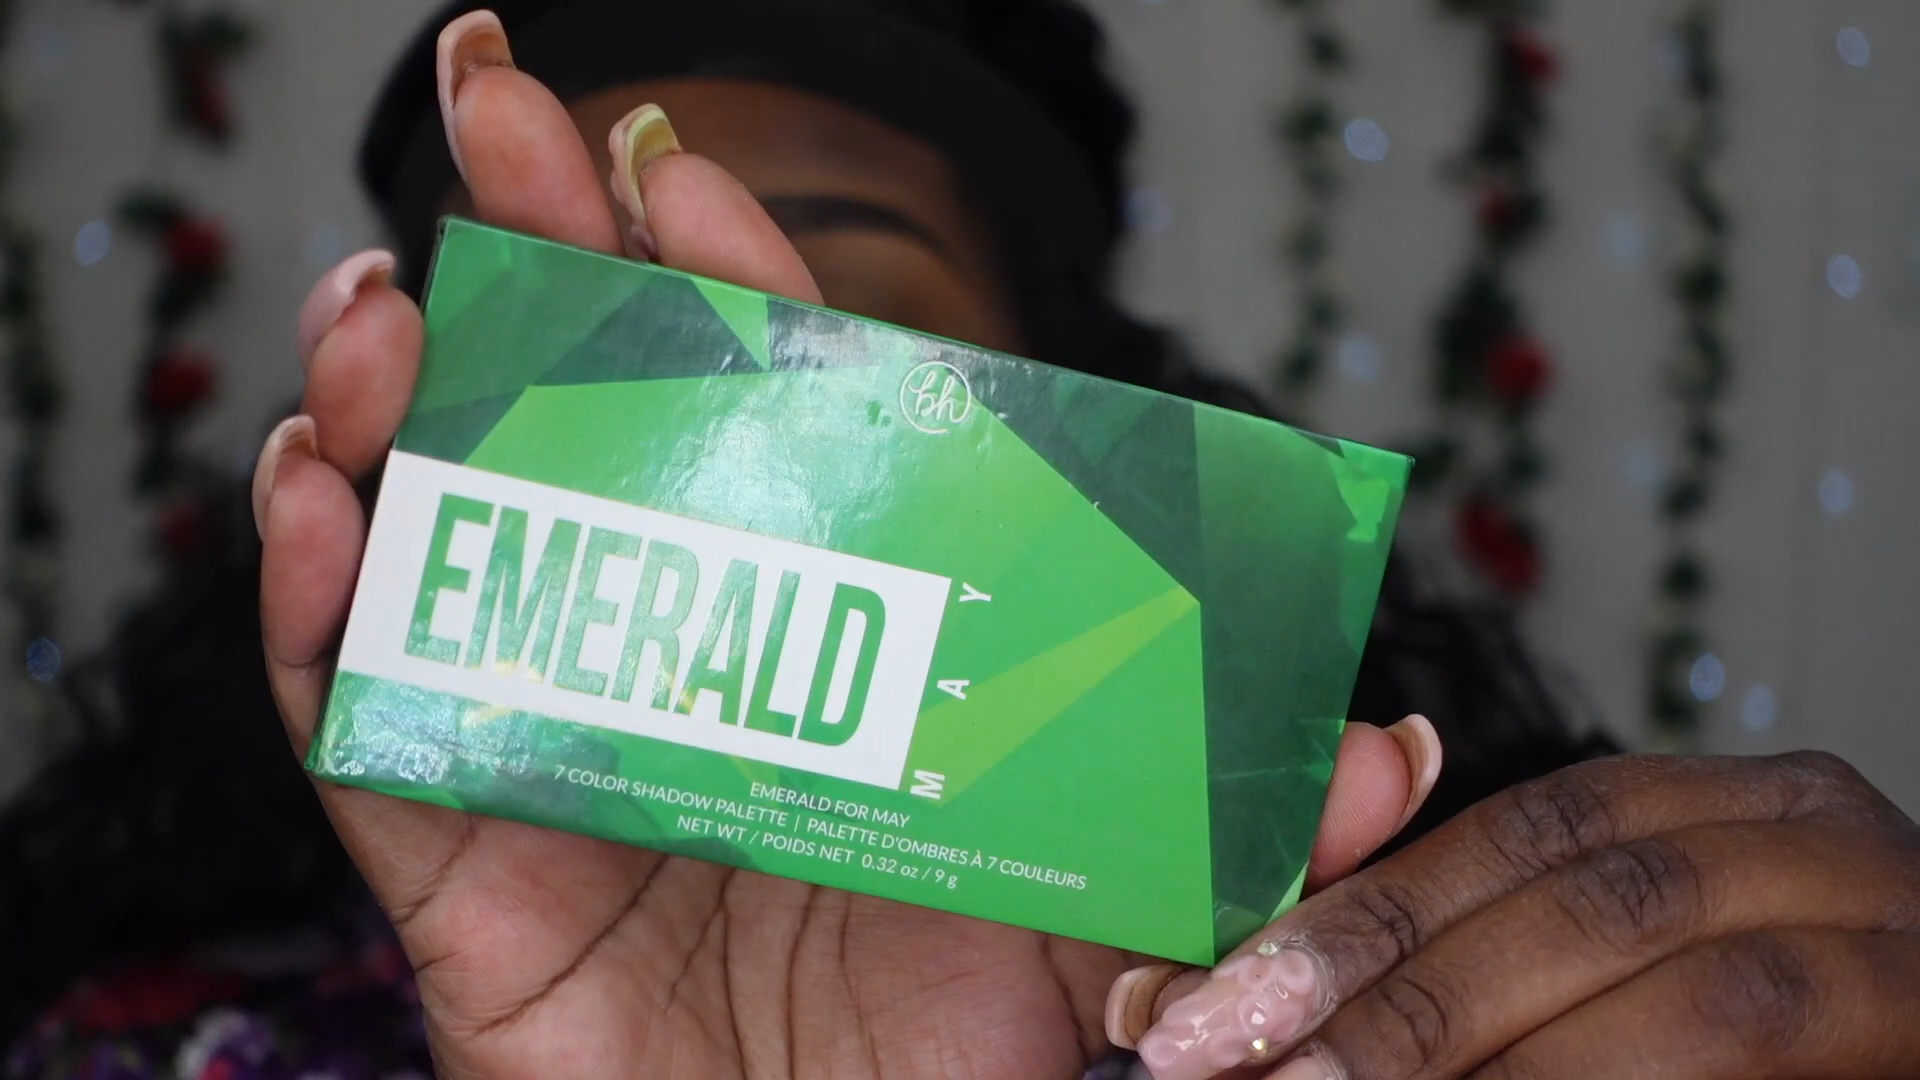 bh
EMERALD
MAY
EMERALD FOR MAY
7 COLOR SHADOW PALETTE | PALETTE D'OMBRES À 7 COULEURS
NET WT / POIDS NET 0.32 oz / 9 g